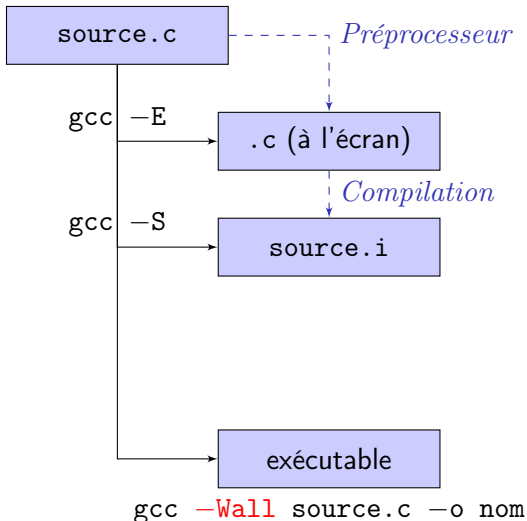 source.c
Préprocesseur
gcc −E
.c (à l'écran)
Compilation
gcc −S
source.i
exécutable
gcc −Wall source.c −o nom